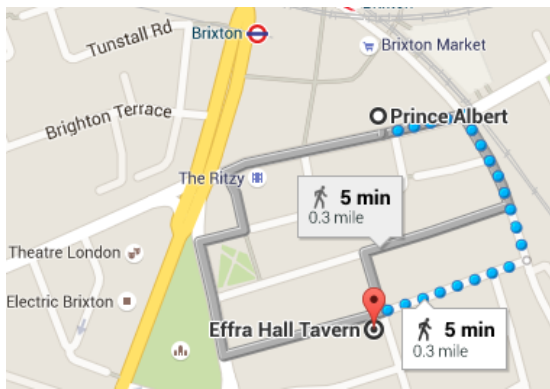 Tunstall Rd
Brixton
Brixton Market
Brighton Terrace
Prince Albert
The Ritzy
5 min
0.3 mile
Theatre London
Electric Brixton
Effra Hall Tavern
5 min
0.3 mile